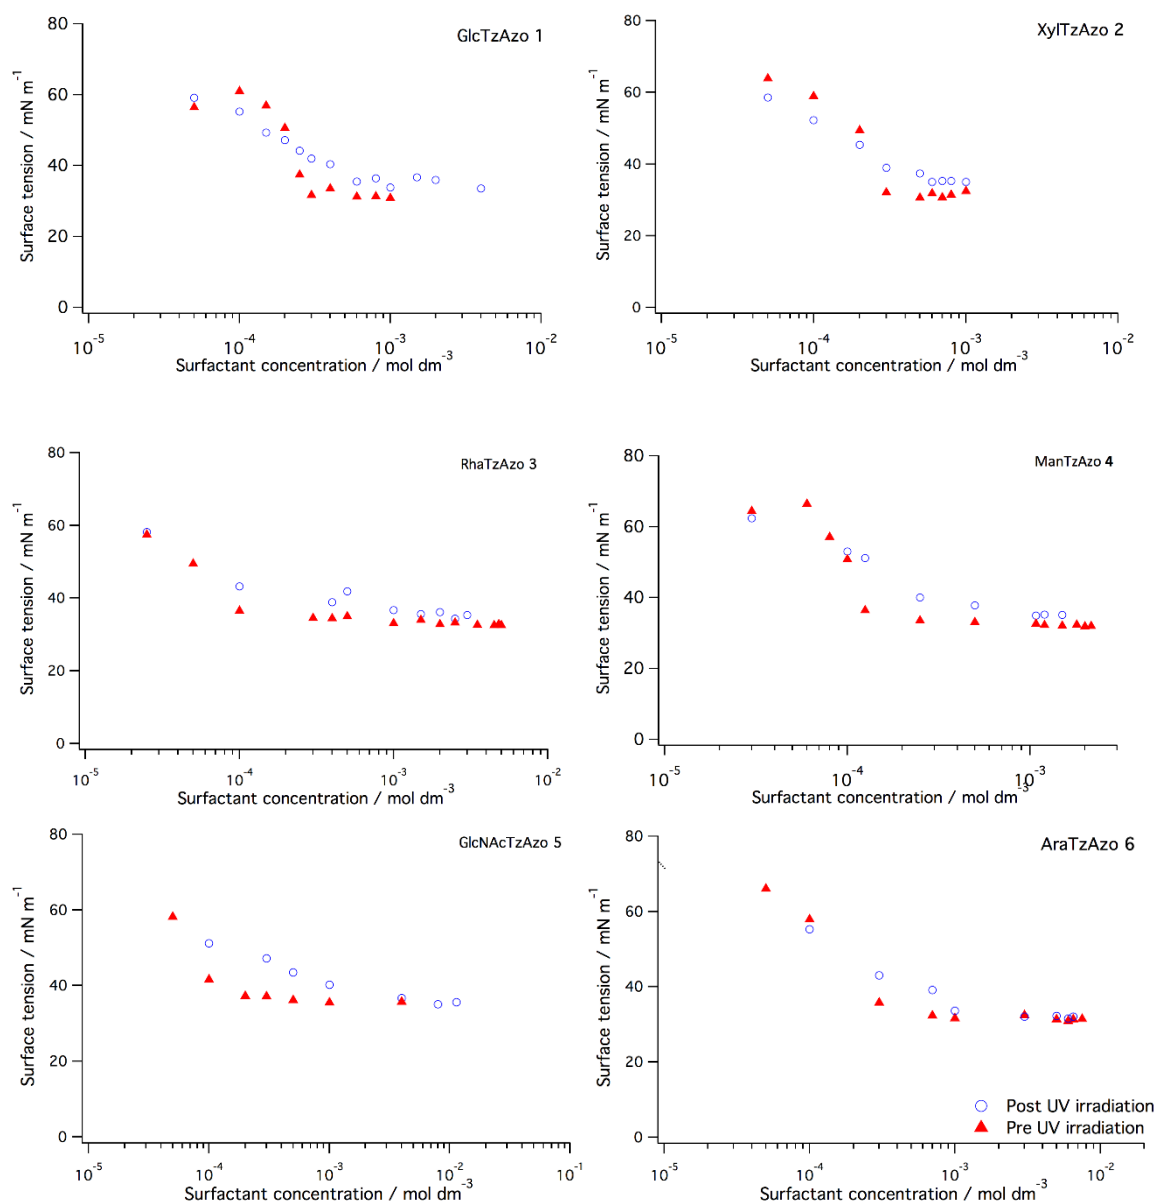 GlcTzAzo 1
Surface tension / mN m⁻¹
80
60
40
20
0
10⁻⁵
10⁻⁴
10⁻³
10⁻²
Surfactant concentration / mol dm⁻³
XylTzAzo 2
Surface tension / mN m⁻¹
80
60
40
20
0
10⁻⁵
10⁻⁴
10⁻³
10⁻²
Surfactant concentration / mol dm⁻³
RhaTzAzo 3
Surface tension / mN m⁻¹
80
60
40
20
0
10⁻⁵
10⁻⁴
10⁻³
10⁻²
Surfactant concentration / mol dm⁻³
ManTzAzo 4
Surface tension / mN m⁻¹
80
60
40
20
0
10⁻⁵
10⁻⁴
10⁻³
Surfactant concentration / mol dm⁻³
GlcNAcTzAzo 5
Surface tension / mN m⁻¹
80
60
40
20
0
10⁻⁵
10⁻⁴
10⁻³
10⁻²
10⁻¹
Surfactant concentration / mol dm⁻³
AraTzAzo 6
Surface tension / mN m⁻¹
80
60
40
20
0
Post UV irradiation
Pre UV irradiation
10⁻⁵
10⁻⁴
10⁻³
10⁻²
Surfactant concentration / mol dm⁻³